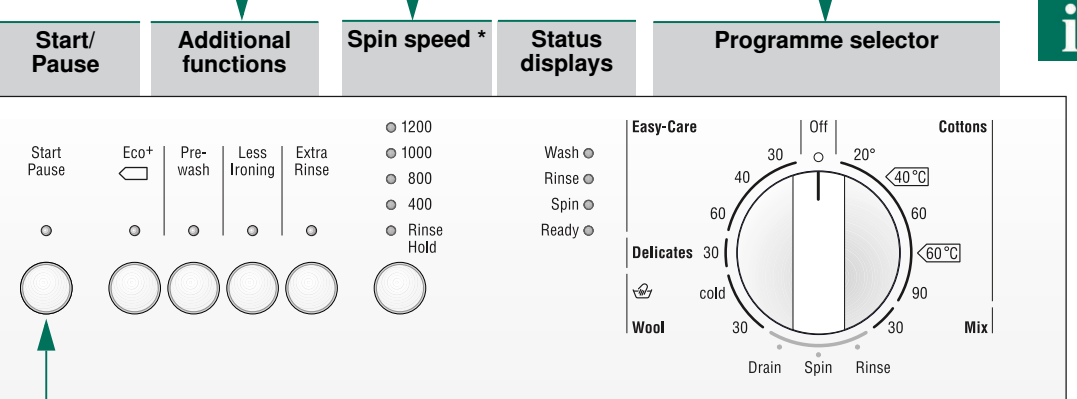 i
Start/
Pause
Additional
functions
Spin speed *
Status
displays
Programme selector
Start
Pause
Eco+
Pre-
wash
Less
Ironing
Extra
Rinse
1200
1000
800
400
Rinse
Hold
Wash
Rinse
Spin
Ready
Easy-Care
Off
Cottons
30
40
60
20°
40°C
60
60°C
90
Delicates 30
cold
Wool
30
30
Mix
Drain Spin Rinse